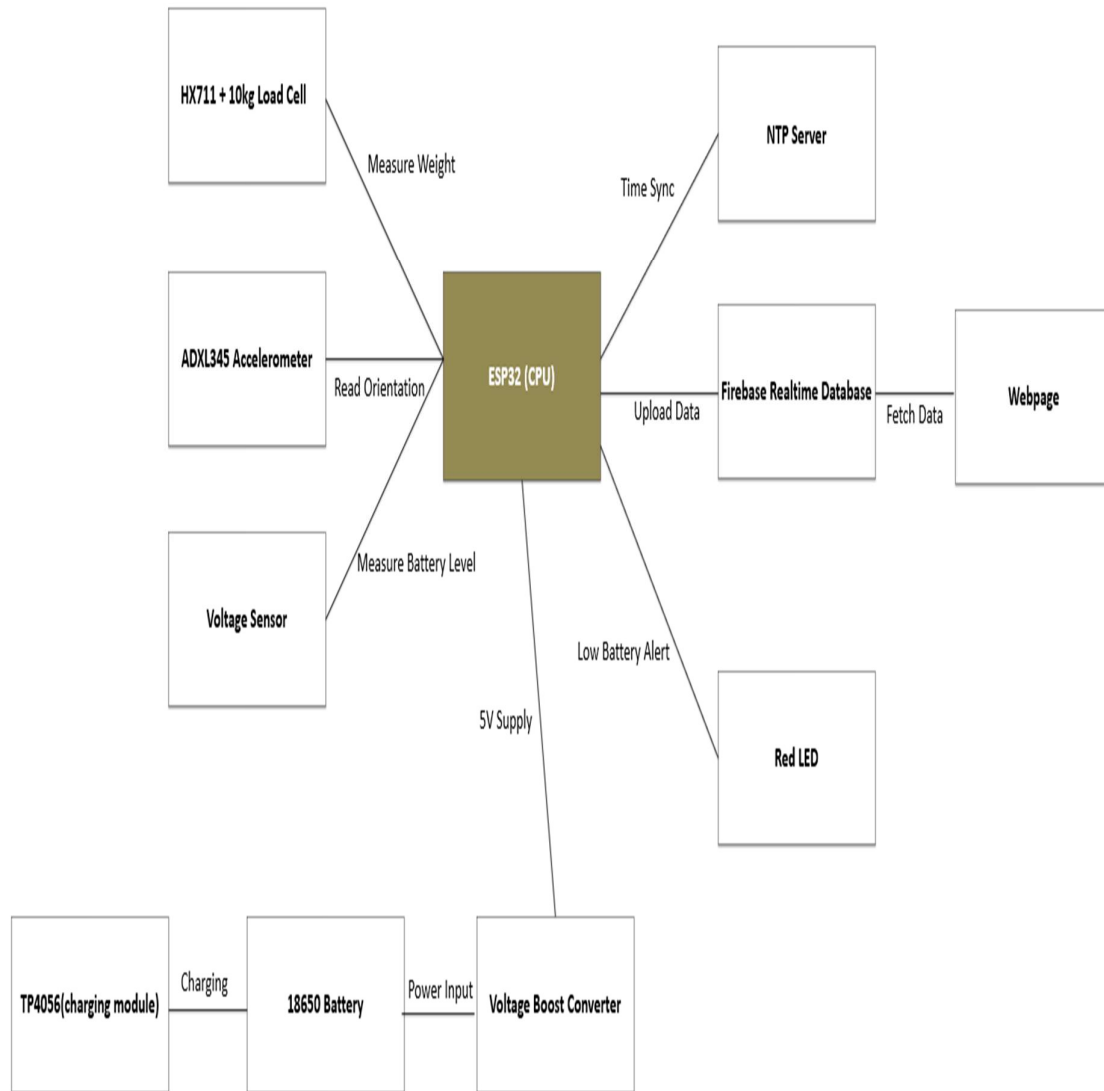 HX711 + 10kg Load Cell
NTP Server
Measure Weight
Time Sync
ADXL345 Accelerometer
Read Orientation
ESP32 (CPU)
Upload Data
Firebase Realtime Database
Fetch Data
Webpage
Voltage Sensor
Measure Battery Level
Low Battery Alert
5V Supply
Red LED
TP4056(charging module)
Charging
18650 Battery
Power Input
Voltage Boost Converter